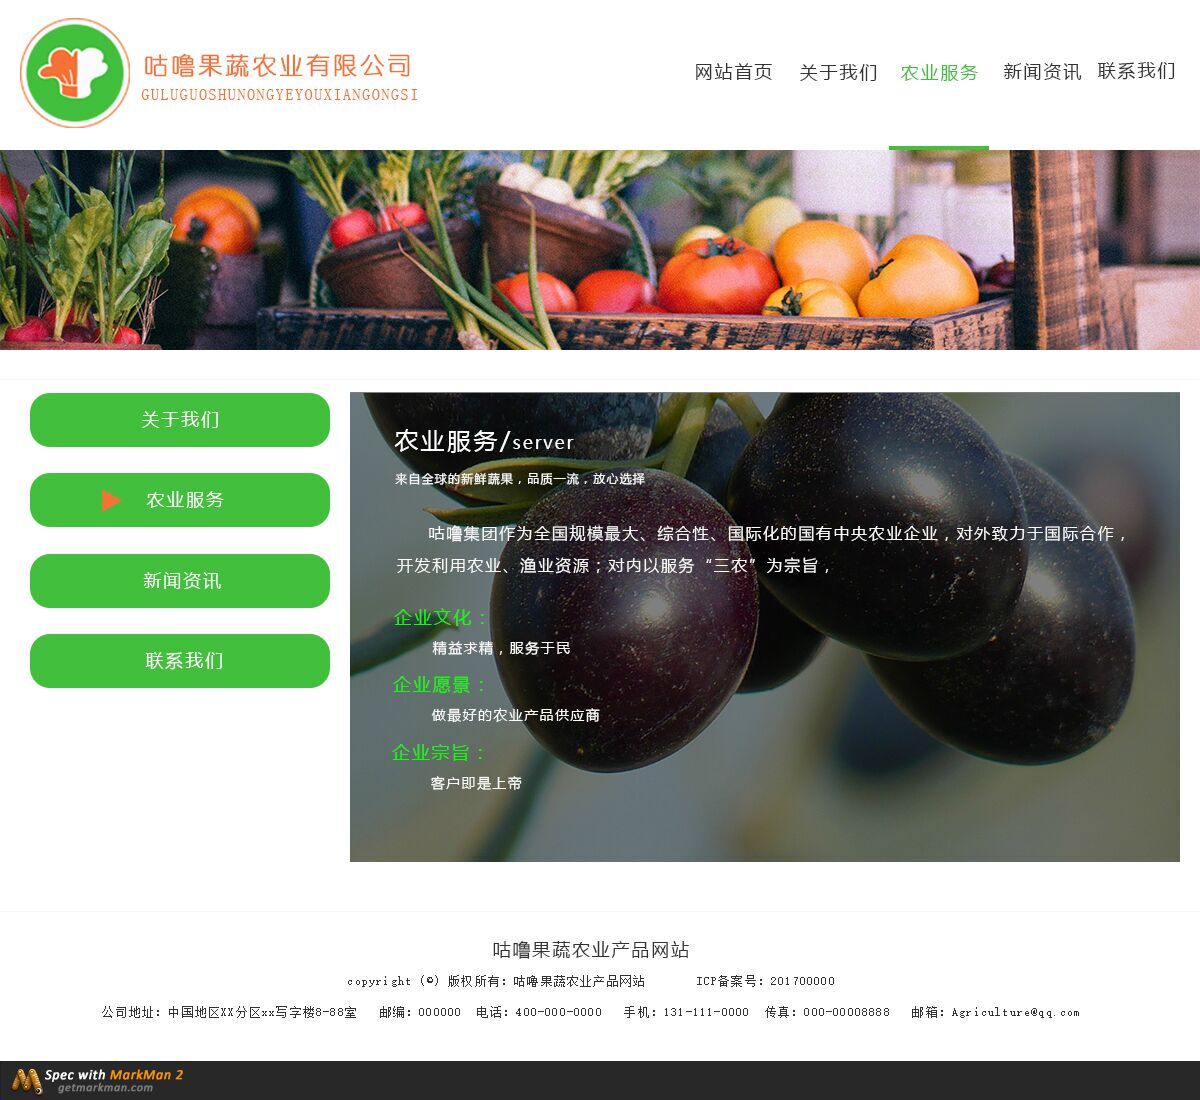 咕噜果蔬农业有限公司
GULUGUOSHUNONGYEYOUXIANGONGSI
网站首页 关于我们 农业服务 新闻资讯 联系我们
关于我们
农业服务
新闻资讯
联系我们
农业服务/server
来自全球的新鲜蔬果，品质一流，放心选择
咕噜集团作为全国规模最大、综合性、国际化的国有中央农业企业，对外致力于国际合作，
开发利用农业、渔业资源；对内以服务“三农”为宗旨，
企业文化：
精益求精，服务于民
企业愿景：
做最好的农业产品供应商
企业宗旨：
客户即是上帝
咕噜果蔬农业产品网站
copyright (©) 版权所有：咕噜果蔬农业产品网站 ICP备案号：201700000
公司地址：中国地区XX分区xx写字楼8-88室 邮编：000000 电话：400-000-0000 手机：131-111-0000 传真：000-00008888 邮箱：Agriculture@qq.com
Spec with MarkMan 2
getmarkman.com